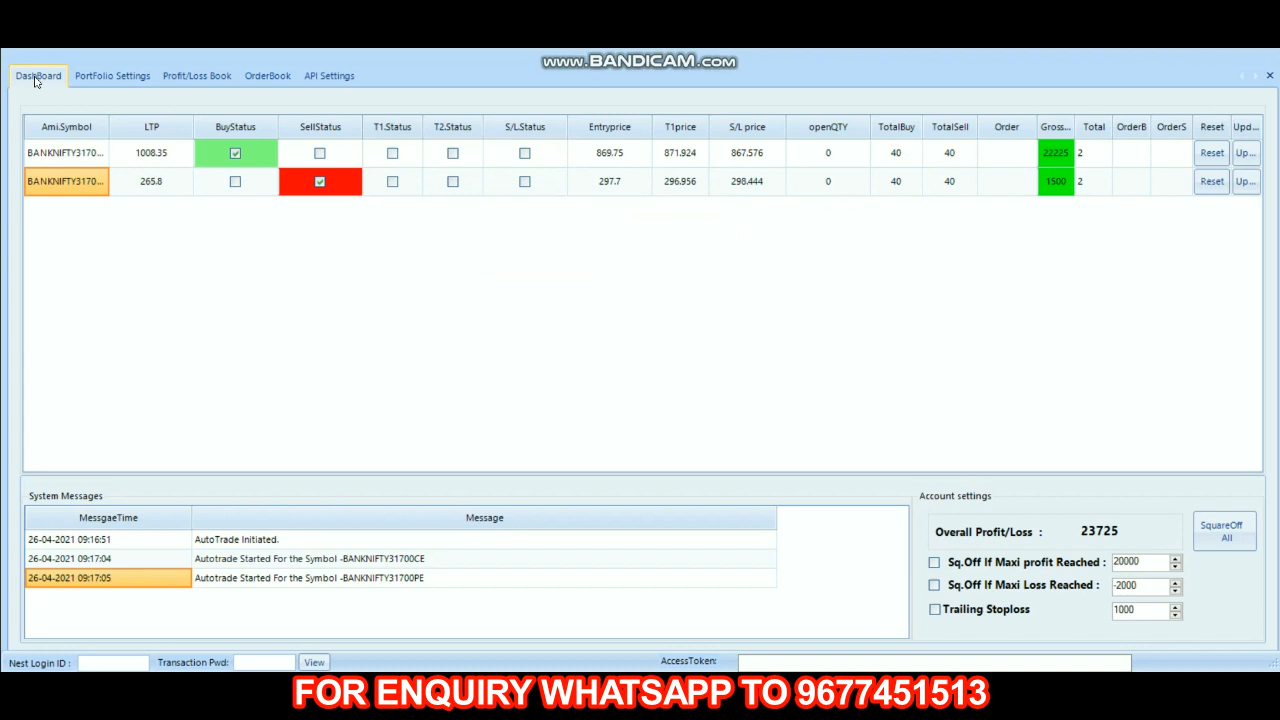 www.BANDICAM.com
DashBoard PortFolio Settings Profit/Loss Book OrderBook API Settings
Ami.Symbol LTP BuyStatus SellStatus T1.Status T2.Status S/L.Status Entryprice T1price S/L price openQTY TotalBuy TotalSell Order Gross... Total OrderB OrderS Reset Upd...
BANKNIFTY3170... 1008.35 869.75 871.924 867.576 0 40 40 22225 2 Reset Up...
BANKNIFTY3170... 265.8 297.7 296.956 298.444 0 40 40 1500 2 Reset Up...
System Messages
MessgaeTime Message
26-04-2021 09:16:51 AutoTrade Initiated.
26-04-2021 09:17:04 Autotrade Started For the Symbol -BANKNIFTY31700CE
26-04-2021 09:17:05 Autotrade Started For the Symbol -BANKNIFTY31700PE
Account settings
Overall Profit/Loss : 23725
SquareOff All
Sq.Off If Maxi profit Reached : 20000
Sq.Off If Maxi Loss Reached : -2000
Trailing Stoploss 1000
Nest Login ID : Transaction Pwd: View AccessToken:
FOR ENQUIRY WHATSAPP TO 9677451513